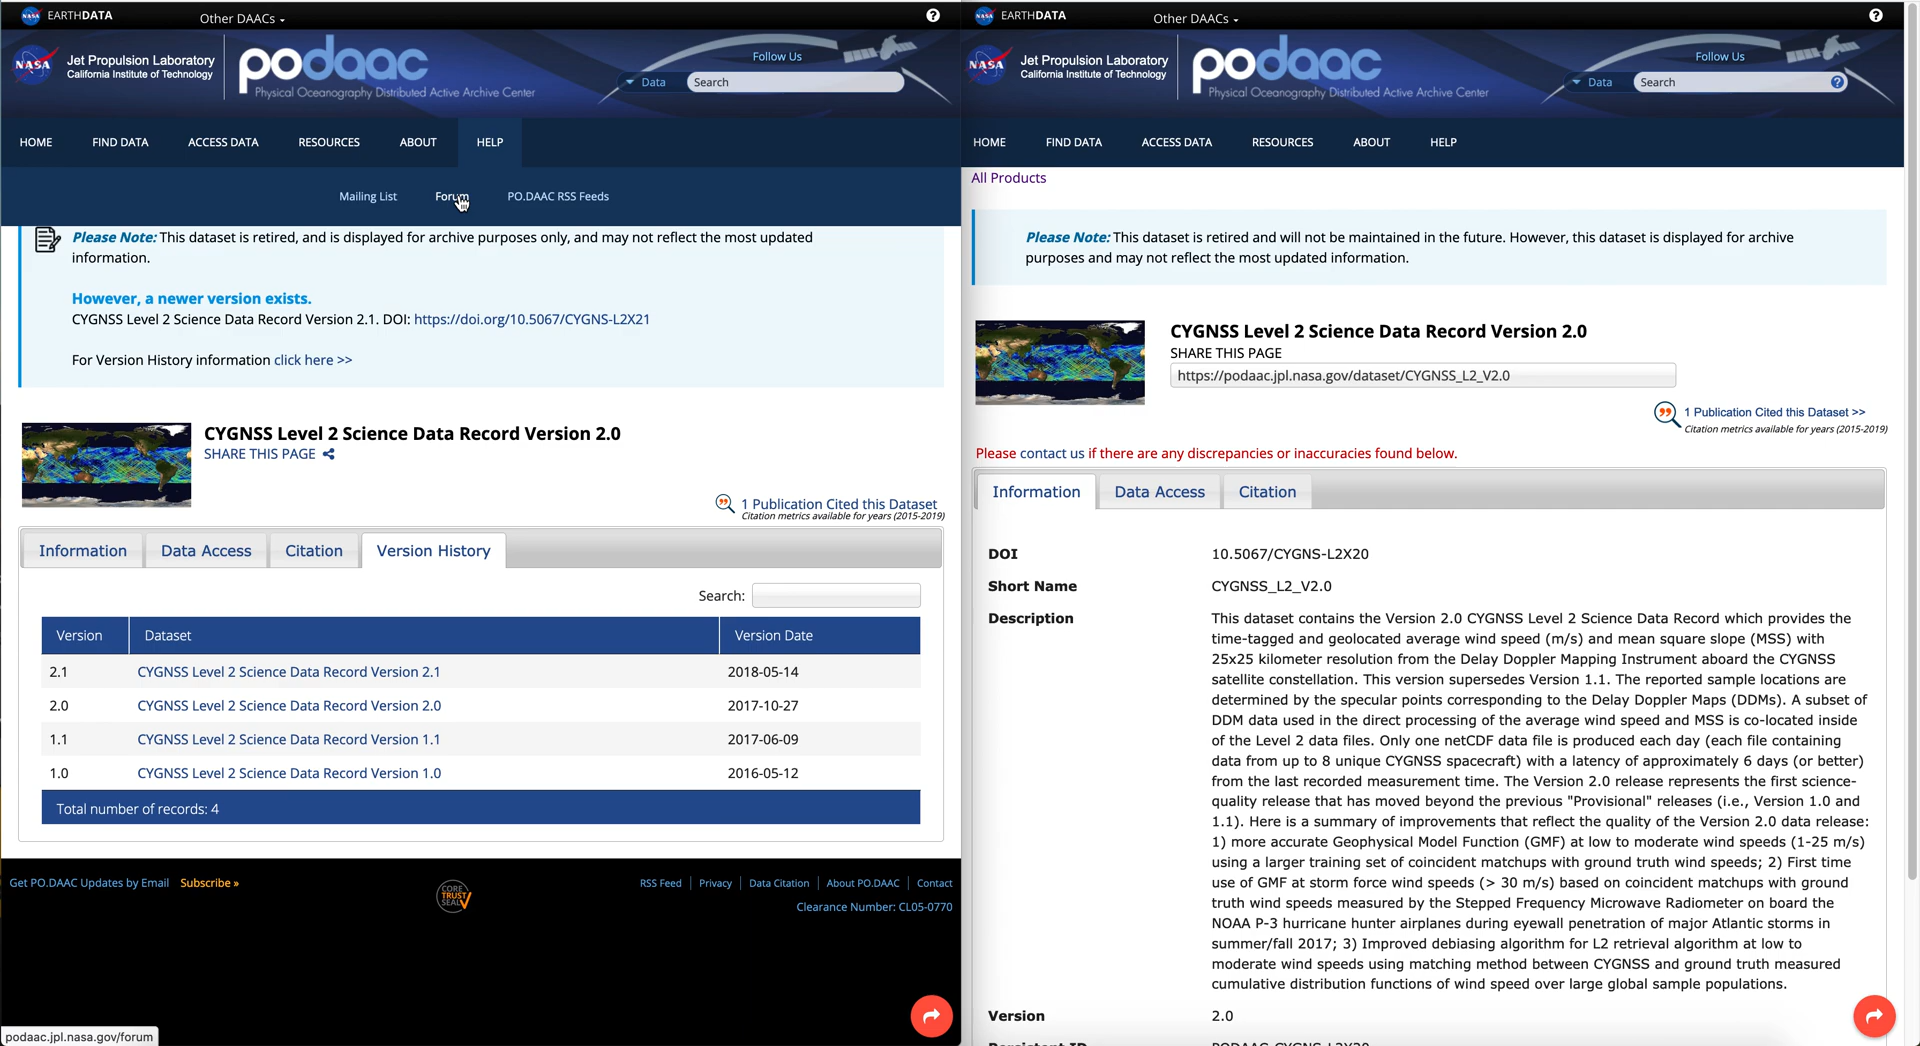 EARTHDATA
Other DAACs
?
NASA
Jet Propulsion Laboratory
California Institute of Technology
podaac
Physical Oceanography Distributed Active Archive Center
Follow Us
Data
Search
HOME
FIND DATA
ACCESS DATA
RESOURCES
ABOUT
HELP
Mailing List
Forum
PO.DAAC RSS Feeds
Please Note: This dataset is retired, and is displayed for archive purposes only, and may not reflect the most updated
information.
However, a newer version exists.
CYGNSS Level 2 Science Data Record Version 2.1. DOI: https://doi.org/10.5067/CYGNS-L2X21
For Version History information click here >>
CYGNSS Level 2 Science Data Record Version 2.0
SHARE THIS PAGE
1 Publication Cited this Dataset
Citation metrics available for years (2015-2019)
Information
Data Access
Citation
Version History
Search:
Version Dataset Version Date
2.1 CYGNSS Level 2 Science Data Record Version 2.1 2018-05-14
2.0 CYGNSS Level 2 Science Data Record Version 2.0 2017-10-27
1.1 CYGNSS Level 2 Science Data Record Version 1.1 2017-06-09
1.0 CYGNSS Level 2 Science Data Record Version 1.0 2016-05-12
Total number of records: 4
Get PO.DAAC Updates by Email Subscribe »
CORE
TRUST
SEAL
RSS Feed | Privacy | Data Citation | About PO.DAAC | Contact
Clearance Number: CL05-0770
podaac.jpl.nasa.gov/forum
EARTHDATA
Other DAACs
?
NASA
Jet Propulsion Laboratory
California Institute of Technology
podaac
Physical Oceanography Distributed Active Archive Center
Follow Us
Data
Search
?
HOME
FIND DATA
ACCESS DATA
RESOURCES
ABOUT
HELP
All Products
Please Note: This dataset is retired and will not be maintained in the future. However, this dataset is displayed for archive
purposes and may not reflect the most updated information.
CYGNSS Level 2 Science Data Record Version 2.0
SHARE THIS PAGE
https://podaac.jpl.nasa.gov/dataset/CYGNSS_L2_V2.0
1 Publication Cited this Dataset >>
Citation metrics available for years (2015-2019)
Please contact us if there are any discrepancies or inaccuracies found below.
Information
Data Access
Citation
DOI 10.5067/CYGNS-L2X20
Short Name CYGNSS_L2_V2.0
Description This dataset contains the Version 2.0 CYGNSS Level 2 Science Data Record which provides the
time-tagged and geolocated average wind speed (m/s) and mean square slope (MSS) with
25x25 kilometer resolution from the Delay Doppler Mapping Instrument aboard the CYGNSS
satellite constellation. This version supersedes Version 1.1. The reported sample locations are
determined by the specular points corresponding to the Delay Doppler Maps (DDMs). A subset of
DDM data used in the direct processing of the average wind speed and MSS is co-located inside
of the Level 2 data files. Only one netCDF data file is produced each day (each file containing
data from up to 8 unique CYGNSS spacecraft) with a latency of approximately 6 days (or better)
from the last recorded measurement time. The Version 2.0 release represents the first science-
quality release that has moved beyond the previous "Provisional" releases (i.e., Version 1.0 and
1.1). Here is a summary of improvements that reflect the quality of the Version 2.0 data release:
1) more accurate Geophysical Model Function (GMF) at low to moderate wind speeds (1-25 m/s)
using a larger training set of coincident matchups with ground truth wind speeds; 2) First time
use of GMF at storm force wind speeds (> 30 m/s) based on coincident matchups with ground
truth wind speeds measured by the Stepped Frequency Microwave Radiometer on board the
NOAA P-3 hurricane hunter airplanes during eyewall penetration of major Atlantic storms in
summer/fall 2017; 3) Improved debiasing algorithm for L2 retrieval algorithm at low to
moderate wind speeds using matching method between CYGNSS and ground truth measured
cumulative distribution functions of wind speed over large global sample populations.
Version 2.0
Persistent ID PODAAC-CYGNS-L2X20